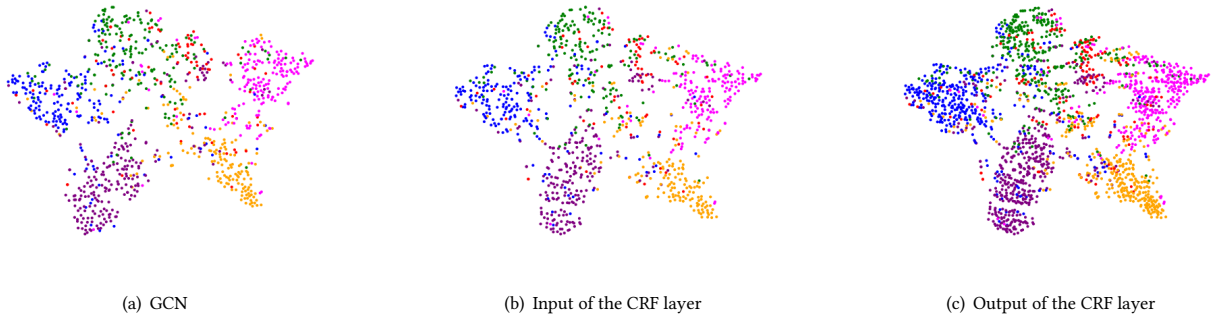 (a) GCN
(b) Input of the CRF layer
(c) Output of the CRF layer